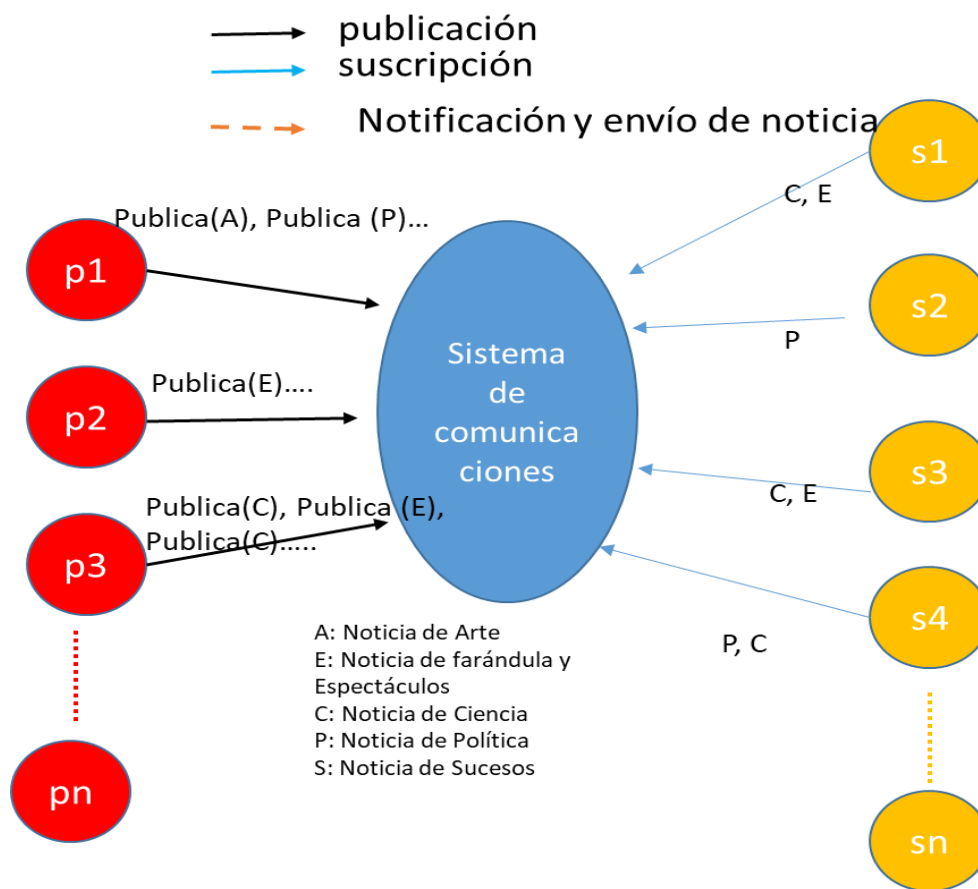 publicación
suscripción
Notificación y envío de noticia
s1
C, E
Publica(A), Publica (P)...
p1
s2
P
Sistema
de
comunica
ciones
Publica(E)....
p2
s3
C, E
Publica(C), Publica (E),
Publica(C).....
p3
s4
P, C
A: Noticia de Arte
E: Noticia de farándula y
Espectáculos
C: Noticia de Ciencia
P: Noticia de Política
S: Noticia de Sucesos
pn
sn